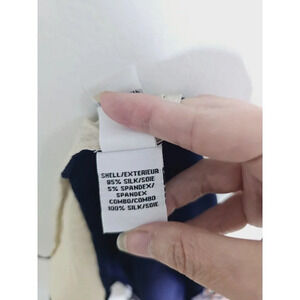 SHELL/EXTERIEUR
95% SILK/SOIE
5% SPANDEX/
SPANDEX
COMBO/COMBO
100% SILK/SOIE